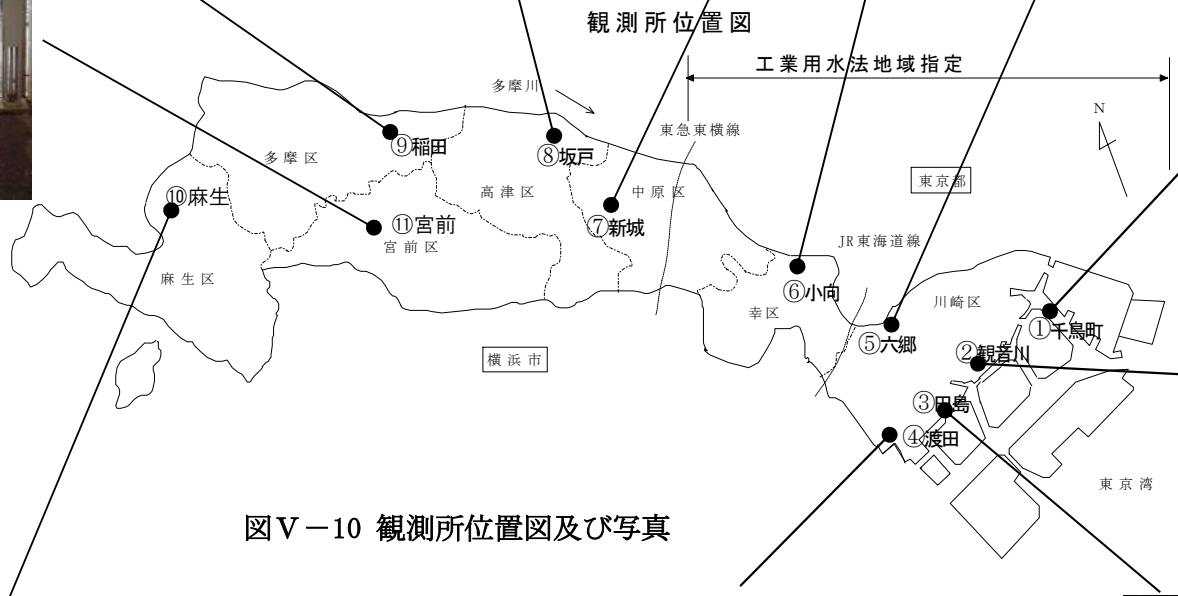 観測所位置図
工業用水法地域指定
多摩川
東急東横線
N
⑨稲田
⑧坂戸
多摩区
東京都
⑩麻生
高津区
中原区
⑪宮前
⑦新城
宮前区
JR東海道線
麻生区
⑥小向
川崎区
幸区
①千鳥町
⑤六郷
②観音川
横浜市
③田島
④渡田
東京湾
図Ⅴ－10 観測所位置図及び写真